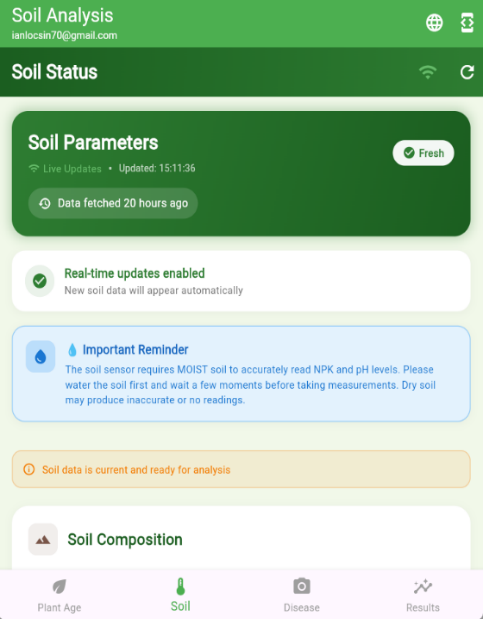 Soil Analysis
ianlocsin70@gmail.com
Soil Status
Soil Parameters
Live Updates • Updated: 15:11:36
Fresh
Data fetched 20 hours ago
Real-time updates enabled
New soil data will appear automatically
💧 Important Reminder
The soil sensor requires MOIST soil to accurately read NPK and pH levels. Please
water the soil first and wait a few moments before taking measurements. Dry soil
may produce inaccurate or no readings.
Soil data is current and ready for analysis
Soil Composition
Plant Age
Soil
Disease
Results